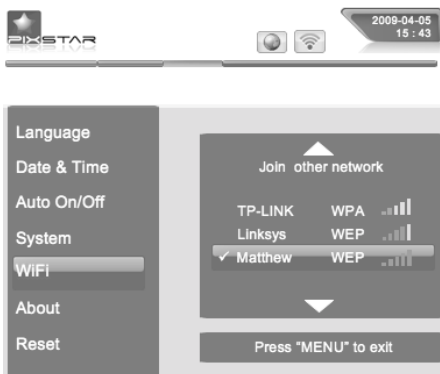 PIXSTAR
2009-04-05
15 : 43
Language
Date & Time
Auto On/Off
System
WiFi
About
Reset
Join other network
TP-LINK WPA
Linksys WEP
✓ Matthew WEP
Press "MENU" to exit